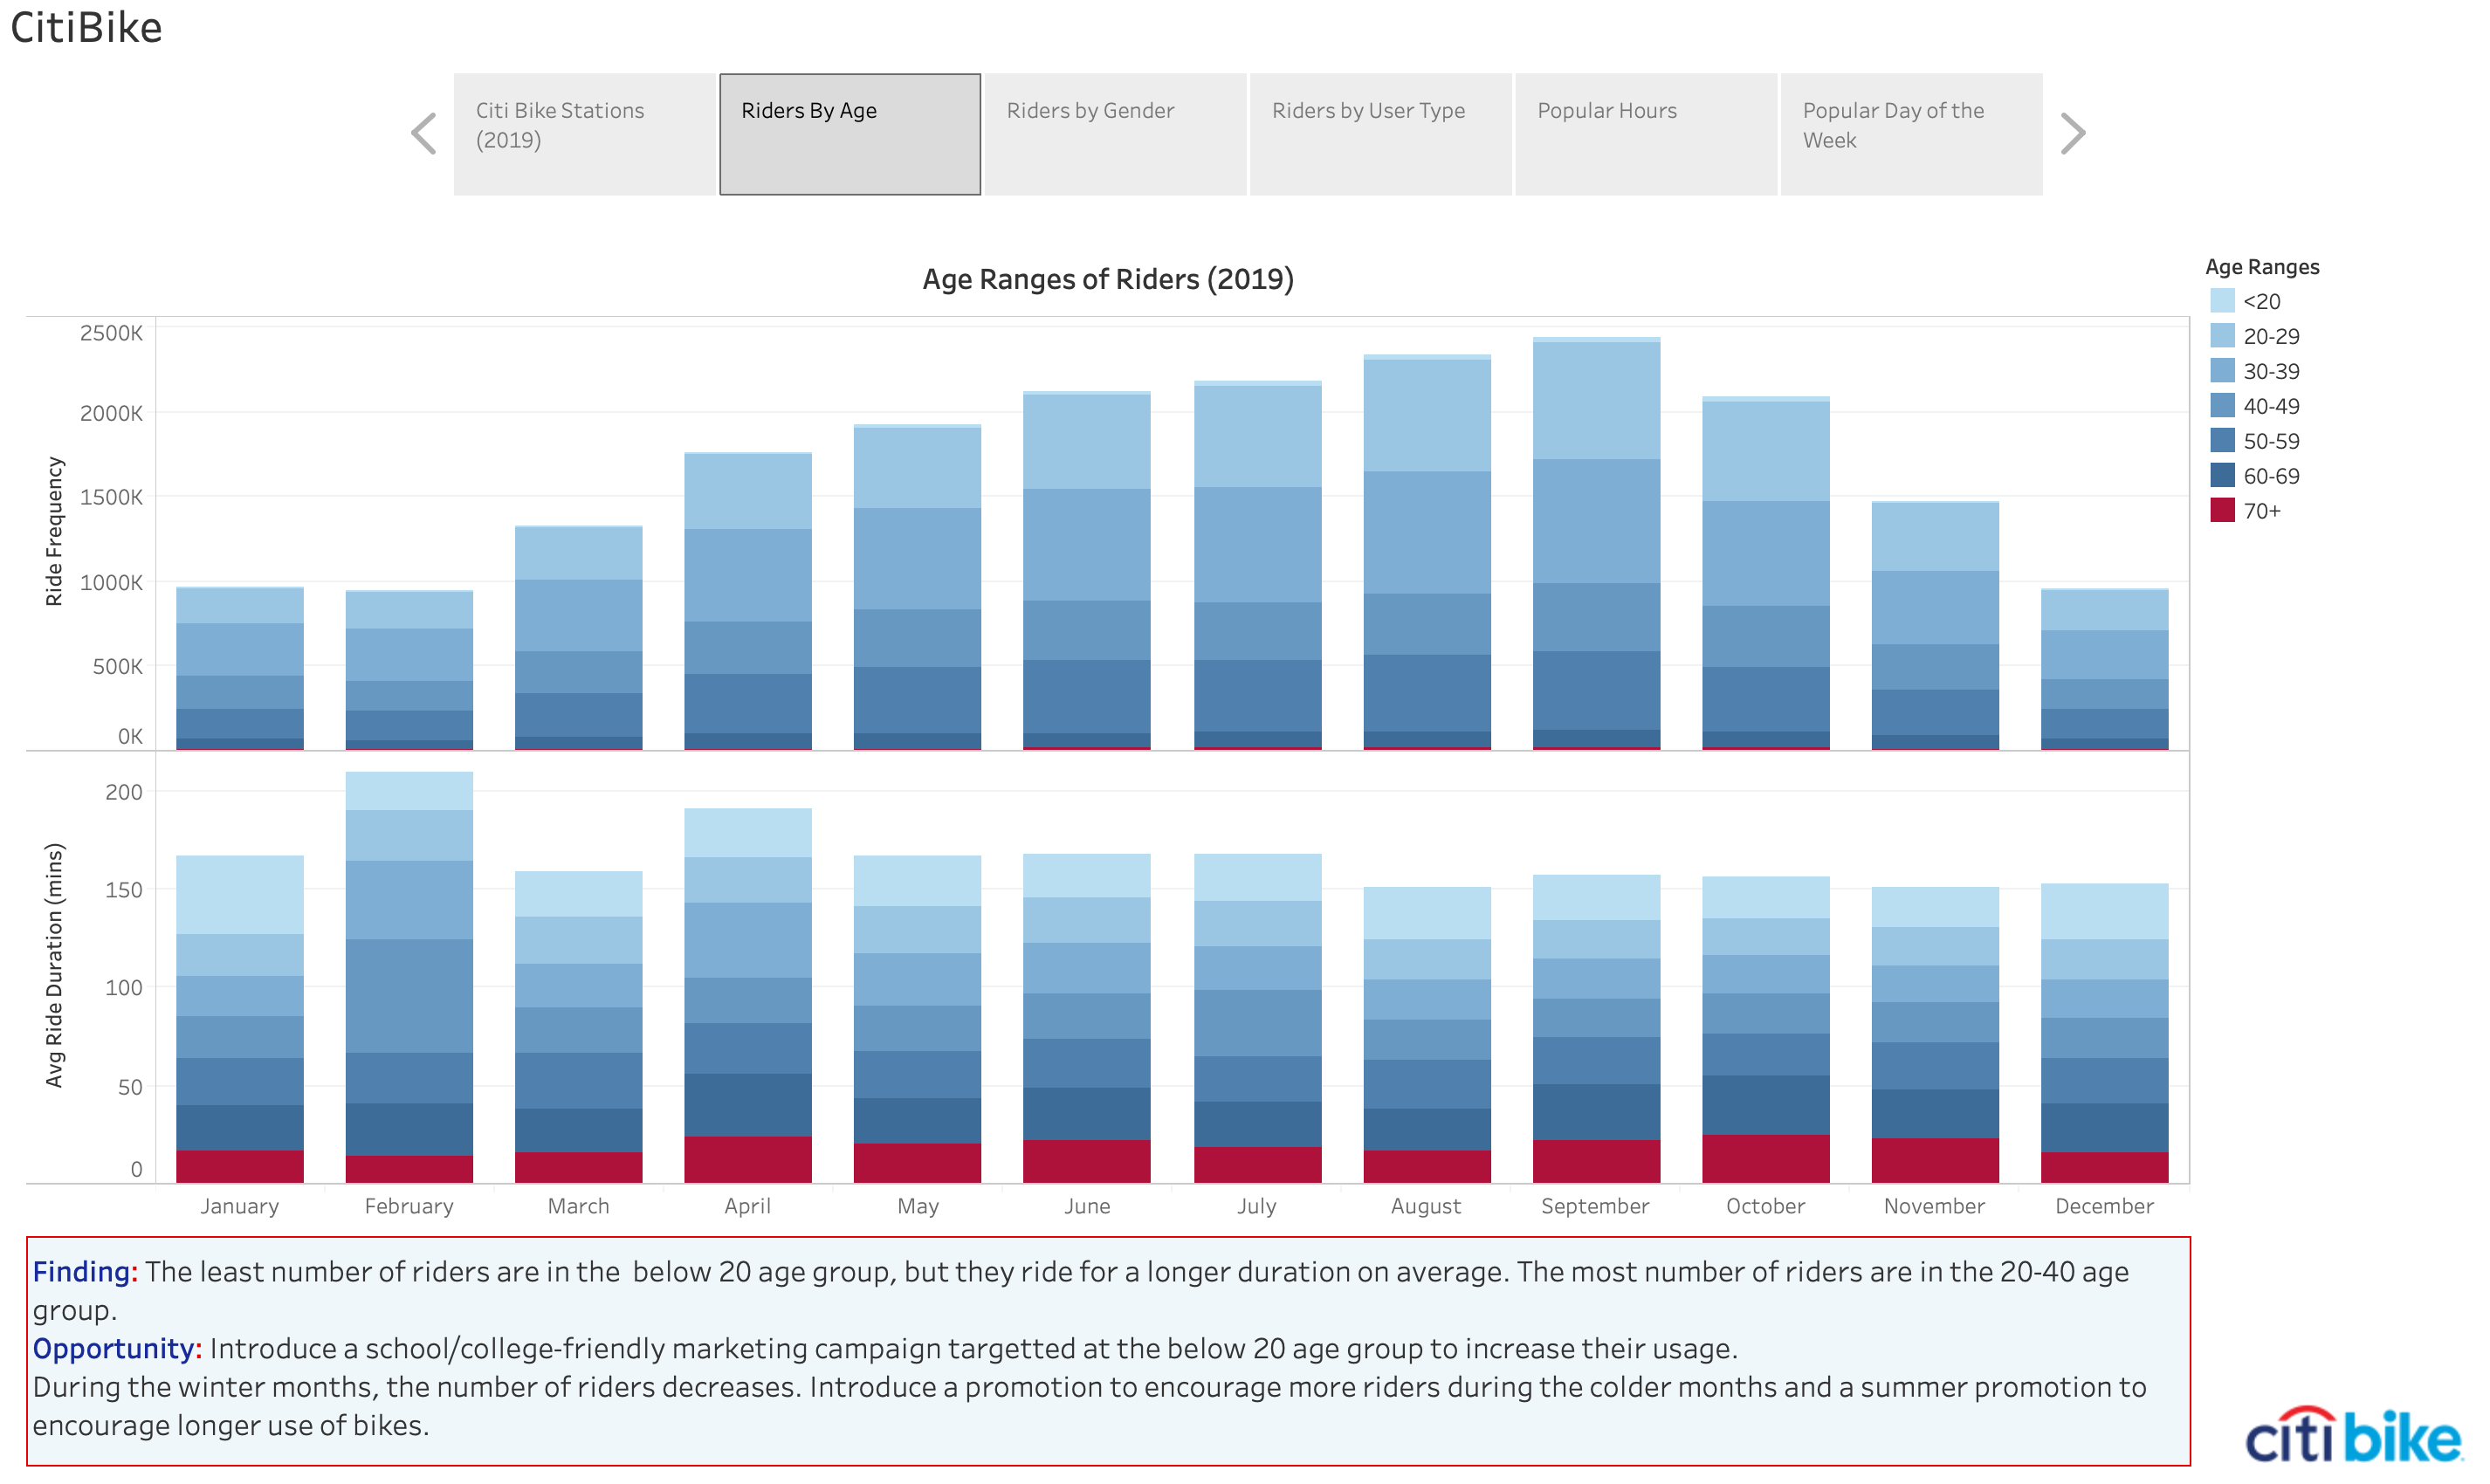 CitiBike
Citi Bike Stations
(2019)
Riders By Age
Riders by Gender
Riders by User Type
Popular Hours
Popular Day of the
Week
Age Ranges of Riders (2019)
Age Ranges
<20
20-29
30-39
40-49
50-59
60-69
70+
Ride Frequency
2500K
2000K
1500K
1000K
500K
0K
Avg Ride Duration (mins)
200
150
100
50
0
January
February
March
April
May
June
July
August
September
October
November
December
Finding: The least number of riders are in the  below 20 age group, but they ride for a longer duration on average. The most number of riders are in the 20-40 age
group.
Opportunity: Introduce a school/college-friendly marketing campaign targetted at the below 20 age group to increase their usage.
During the winter months, the number of riders decreases. Introduce a promotion to encourage more riders during the colder months and a summer promotion to
encourage longer use of bikes.
citi bike